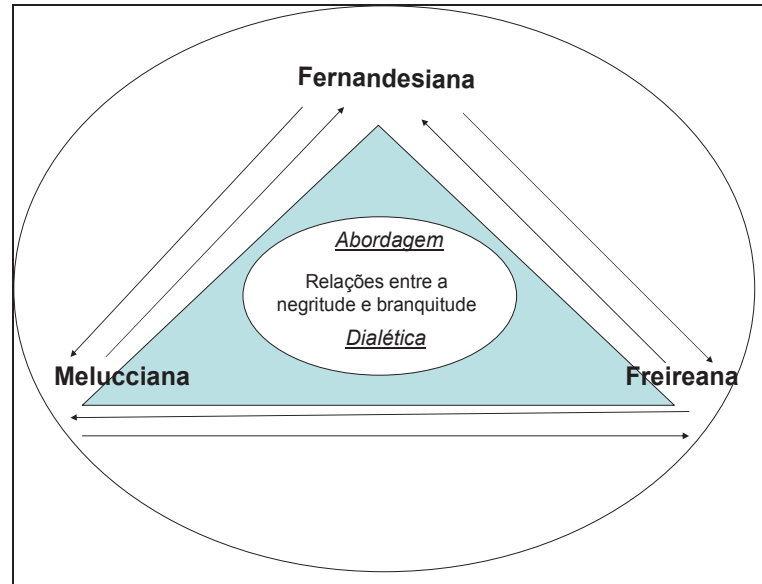 Fernandesiana
Abordagem
Relações entre a
negritude e branquitude
Dialética
Melucciana
Freireana